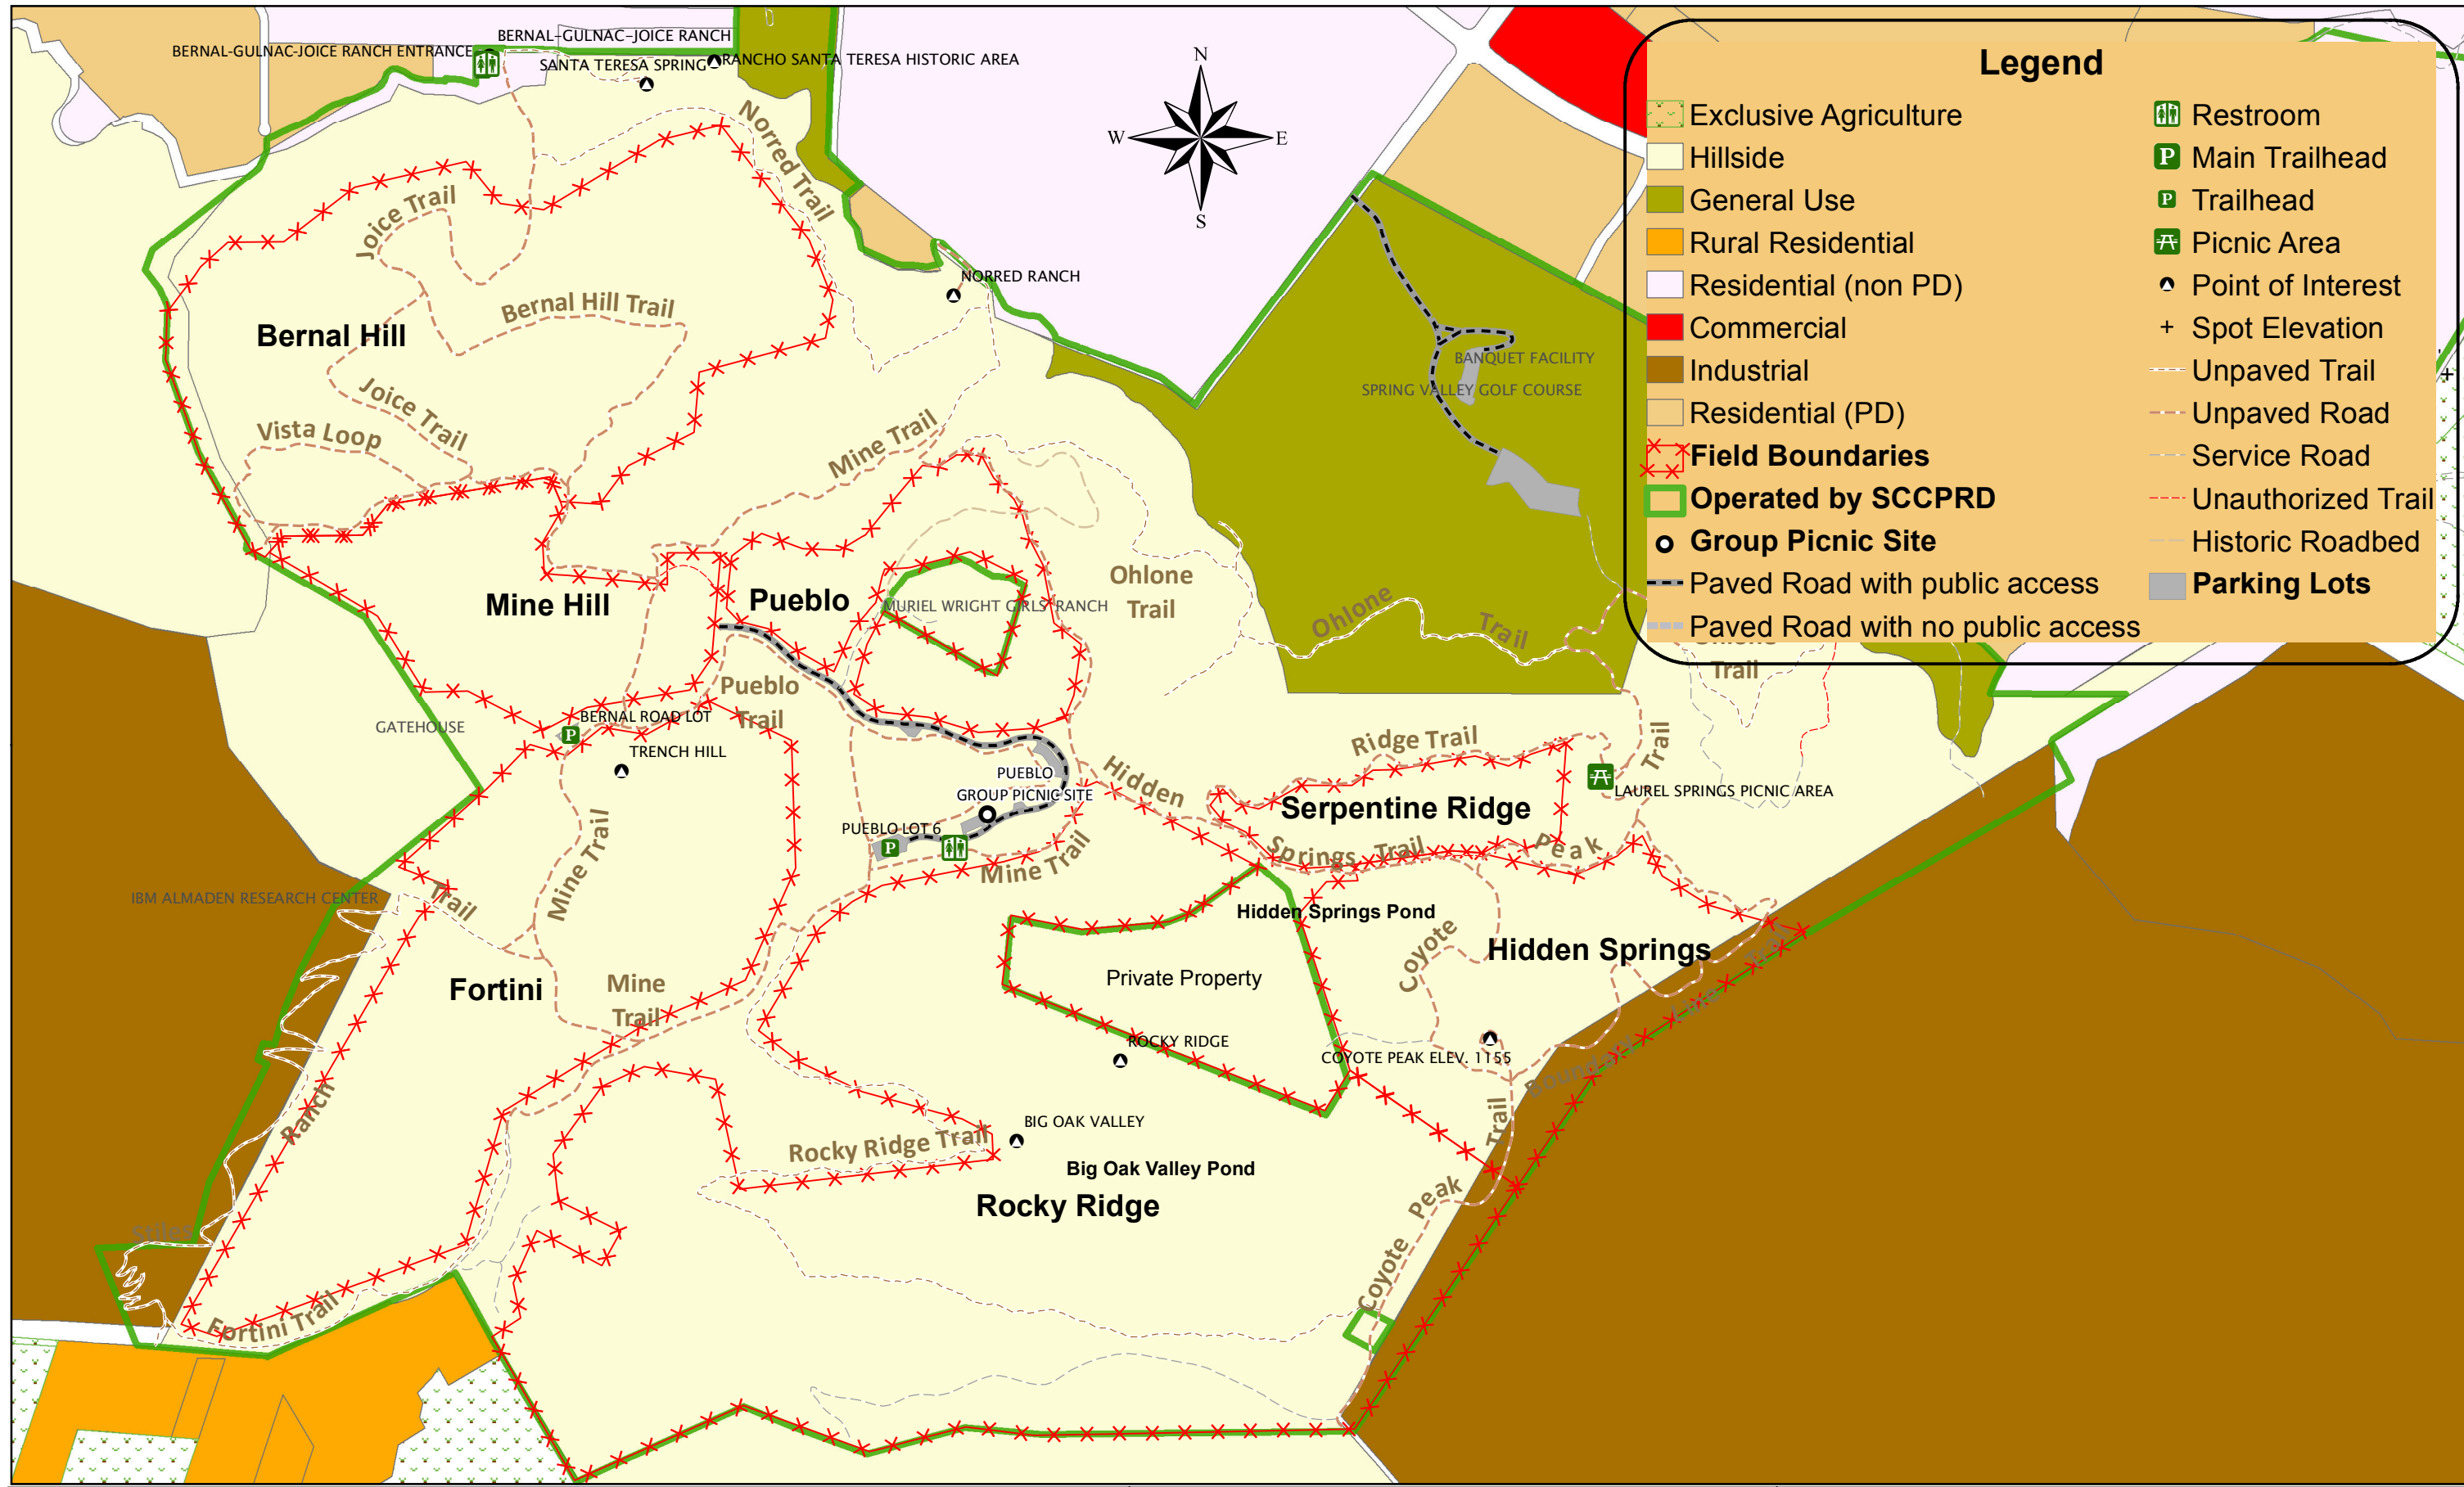 BERNAL-GULNAC-JOICE RANCH
BERNAL-GULNAC-JOICE RANCH ENTRANCE
SANTA TERESA SPRING
RANCHO SANTA TERESA HISTORIC AREA
N
W
E
S
Norred Trail
Joice Trail
NORRED RANCH
Bernal Hill Trail
Bernal Hill
Joice Trail
Vista Loop
Mine Trail
BANQUET FACILITY
SPRING VALLEY GOLF COURSE
Mine Hill
Pueblo
MURIEL WRIGHT GIRLS' RANCH
Ohlone
Trail
Ohlone
Trail
Trail
Pueblo
Trail
GATEHOUSE
BERNAL ROAD LOT
P
TRENCH HILL
Ridge Trail
Trail
Hidden
PUEBLO
GROUP PICNIC SITE
Serpentine Ridge
LAUREL SPRINGS PICNIC AREA
PUEBLO LOT 6
P
Mine Trail
Springs Trail
Peak
Mine Trail
IBM ALMADEN RESEARCH CENTER
Trail
Hidden Springs Pond
Coyote
Hidden Springs
Private Property
Fortini
Mine
Trail
ROCKY RIDGE
COYOTE PEAK ELEV. 1155
Boundary
Ranch
Trail
BIG OAK VALLEY
Rocky Ridge Trail
Big Oak Valley Pond
Rocky Ridge
Peak
Coyote
Stiles
Fortini Trail
Legend
Exclusive Agriculture
Hillside
General Use
Rural Residential
Residential (non PD)
Commercial
Industrial
Residential (PD)
Field Boundaries
Operated by SCCPRD
Group Picnic Site
Paved Road with public access
Paved Road with no public access
Restroom
P Main Trailhead
P Trailhead
Picnic Area
Point of Interest
+ Spot Elevation
Unpaved Trail
Unpaved Road
Service Road
Unauthorized Trail
Historic Roadbed
Parking Lots